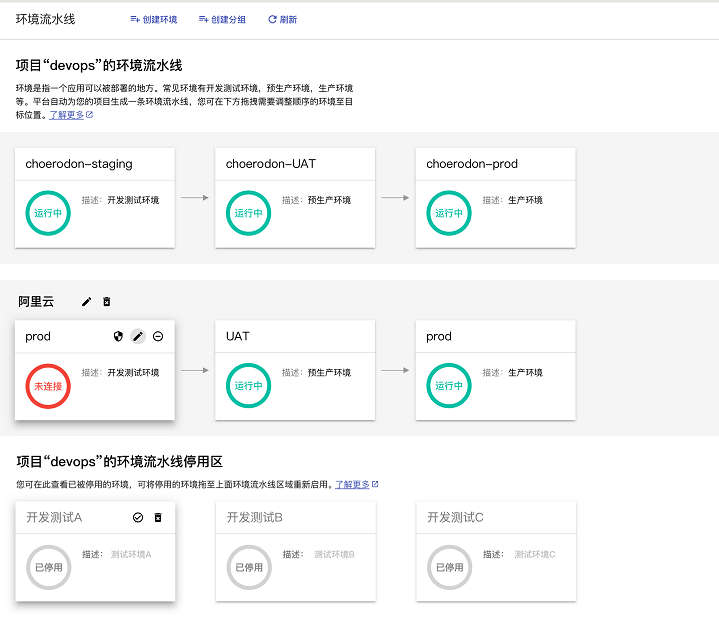 环境流水线 创建环境 创建分组 刷新
项目“devops”的环境流水线
环境是指一个应用可以被部署的地方。常见环境有开发测试环境，预生产环境，生产环境
等。平台自动为您的项目生成一条环境流水线，您可在下方拖拽需要调整顺序的环境至目
标位置。了解更多
choerodon-staging
运行中 描述： 开发测试环境
choerodon-UAT
运行中 描述： 预生产环境
choerodon-prod
运行中 描述： 生产环境
阿里云
prod
未连接 描述： 开发测试环境
UAT
运行中 描述： 预生产环境
prod
运行中 描述： 生产环境
项目“devops”的环境流水线停用区
您可在此查看已被停用的环境，可将停用的环境拖至上面环境流水线区域重新启用。了解更多
开发测试A
已停用 描述： 测试环境A
开发测试B
已停用 描述： 测试环境B
开发测试C
已停用 描述： 测试环境C